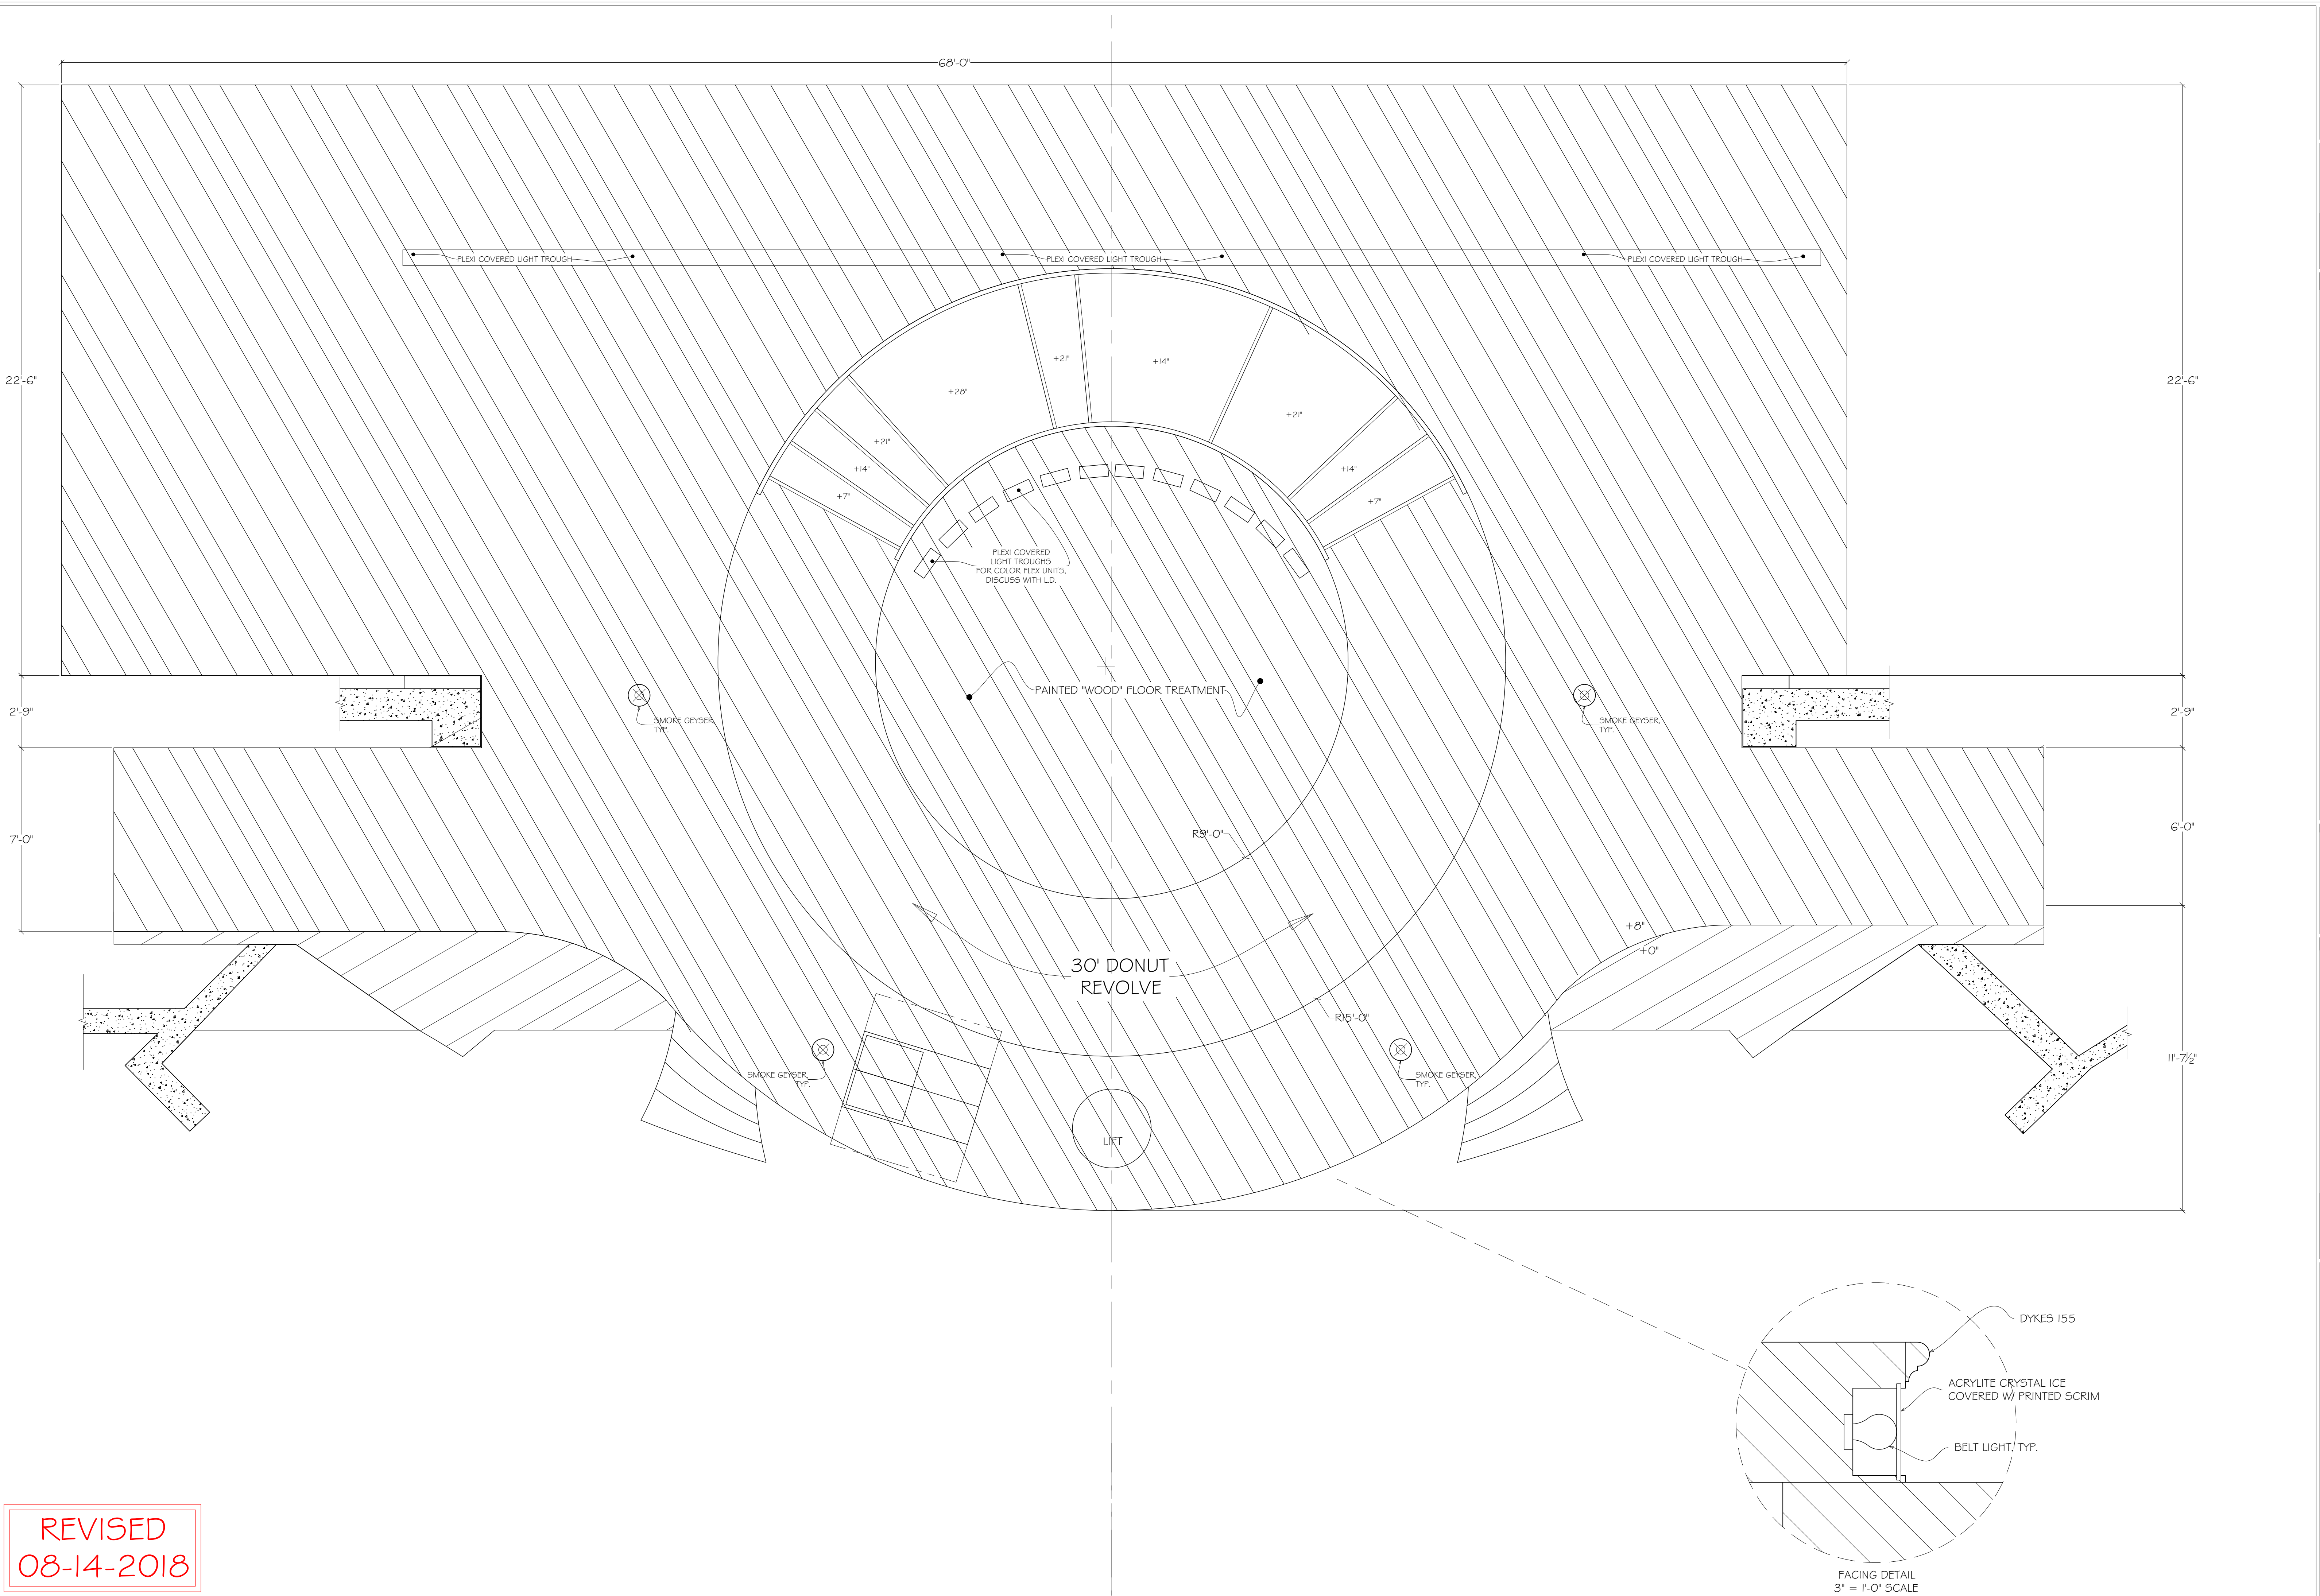 68'-0"
PLEXI COVERED LIGHT TROUGH
PLEXI COVERED LIGHT TROUGH
PLEXI COVERED LIGHT TROUGH
22'-6"
22'-6"
+21"
+14"
+28"
+21"
+21"
+14"
+7"
+14"
+7"
PLEXI COVERED
LIGHT TROUGHS
FOR COLOR FLEX UNITS,
DISCUSS WITH L.D.
PAINTED "WOOD" FLOOR TREATMENT
2'-9"
2'-9"
SMOKE GEYSER,
TYP.
SMOKE GEYSER,
TYP.
7'-0"
6'-0"
R9'-0"
+8"
+0"
30' DONUT
REVOLVE
R15'-0"
11'-7½"
SMOKE GEYSER,
TYP.
SMOKE GEYSER,
TYP.
LIFT
DYKES 155
ACRYLITE CRYSTAL ICE
COVERED W/ PRINTED SCRIM
BELT LIGHT, TYP.
FACING DETAIL
3" = 1'-0" SCALE
REVISED
08-14-2018